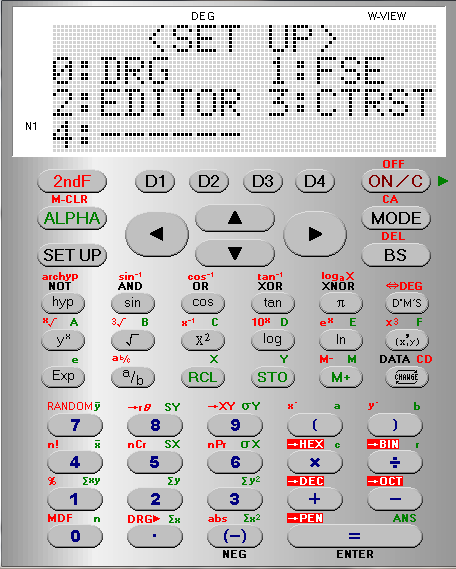 DEG W-VIEW
<SET UP>
0:DRG 1:FSE
2:EDITOR 3:CTRST
N1
4:------
OFF
2ndF D1 D2 D3 D4 ON/C
M-CLR CA
ALPHA ◀ ▲ ▶ MODE
DEL
SET UP ▼ BS
archyp sin⁻¹ cos⁻¹ tan⁻¹ logₐX ⇔DEG
NOT AND OR XOR XNOR
hyp sin cos tan π D°M'S
ˣ√ A ³√ B x⁻¹ C 10ˣ D eˣ E x³ F
yˣ √ X² log ln (x,y)
e a b/c X Y M- M DATA CD
Exp a/b RCL STO M+ CHANGE
RANDOM ȳ →rθ SY →XY σY x' a y' b
7 8 9 ( )
n! x̄ nCr SX nPr σX →HEX c →BIN r
4 5 6 × ÷
% Σxy Σy Σy² →DEC →OCT
1 2 3 + −
MDF n DRG▶ Σx abs Σx² →PEN ANS
0 · (−) =
NEG ENTER